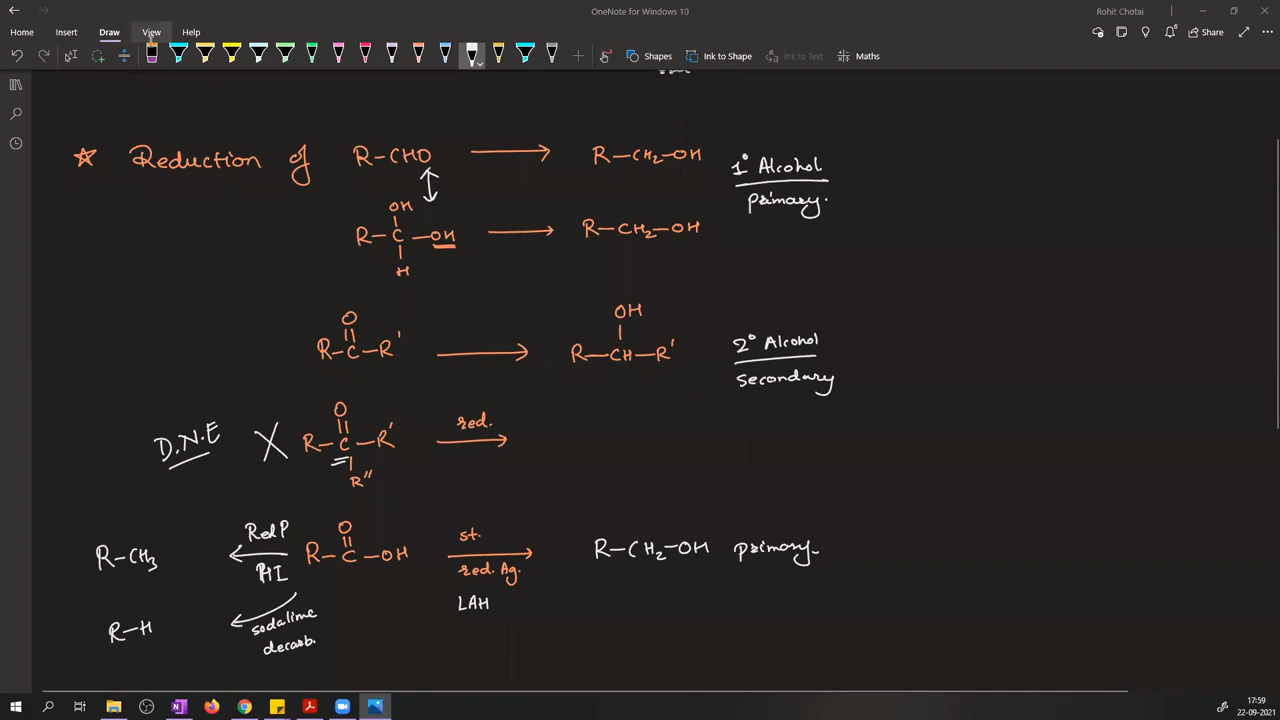 OneNote for Windows 10
Rohit Chatai
Home Insert Draw View Help
Shapes Ink to Shape Ink to Text Maths Share
★ Reduction of R-CHO → R-CH2-OH 1° Alcohol
primary.
OH
R-C-OH → R-CH2-OH
H
O OH
R-C-R' → R-CH-R' 2° Alcohol
secondary
O
D.N.E X R-C-R' red. →
R"
O
R-CH3 ← Red P HI R-C-OH st. red. Ag. → R-CH2-OH primary.
LAH
R-H ← sodalime
decarb.
17:59
22-09-2021